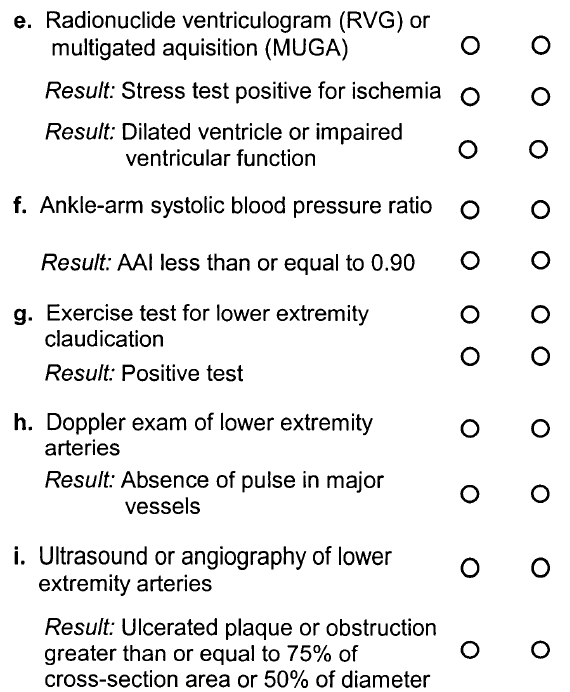 e. Radionuclide ventriculogram (RVG) or
multigated aquisition (MUGA)
Result: Stress test positive for ischemia
Result: Dilated ventricle or impaired
ventricular function
f. Ankle-arm systolic blood pressure ratio
Result: AAI less than or equal to 0.90
g. Exercise test for lower extremity
claudication
Result: Positive test
h. Doppler exam of lower extremity
arteries
Result: Absence of pulse in major
vessels
i. Ultrasound or angiography of lower
extremity arteries
Result: Ulcerated plaque or obstruction
greater than or equal to 75% of
cross-section area or 50% of diameter